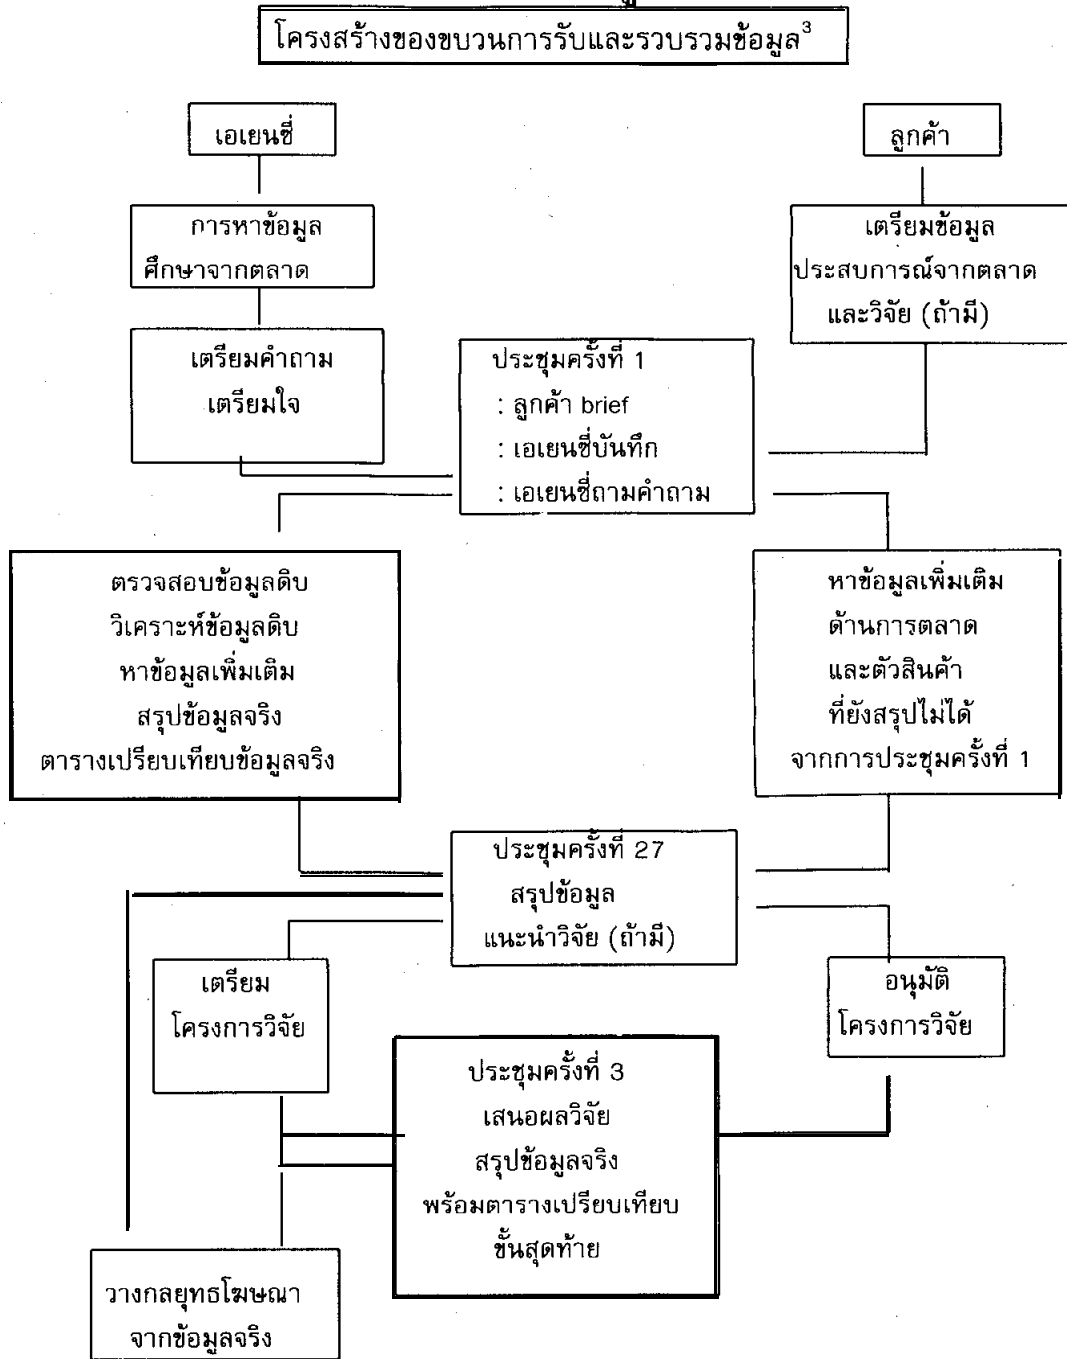 โครงสร้างของขบวนการรับและรวบรวมข้อมูล³
เอเยนซี่
ลูกค้า
การหาข้อมูล
ศึกษาจากตลาด
เตรียมข้อมูล
ประสบการณ์จากตลาด
และวิจัย (ถ้ามี)
เตรียมคำถาม
เตรียมใจ
ประชุมครั้งที่ 1
: ลูกค้า brief
: เอเยนซี่บันทึก
: เอเยนซี่ถามคำถาม
ตรวจสอบข้อมูลดิบ
วิเคราะห์ข้อมูลดิบ
หาข้อมูลเพิ่มเติม
สรุปข้อมูลจริง
ตารางเปรียบเทียบข้อมูลจริง
หาข้อมูลเพิ่มเติม
ด้านการตลาด
และตัวสินค้า
ที่ยังสรุปไม่ได้
จากการประชุมครั้งที่ 1
ประชุมครั้งที่ 27
สรุปข้อมูล
แนะนำวิจัย (ถ้ามี)
เตรียม
โครงการวิจัย
อนุมัติ
โครงการวิจัย
ประชุมครั้งที่ 3
เสนอผลวิจัย
สรุปข้อมูลจริง
พร้อมตารางเปรียบเทียบ
ขั้นสุดท้าย
วางกลยุทธโฆษณา
จากข้อมูลจริง